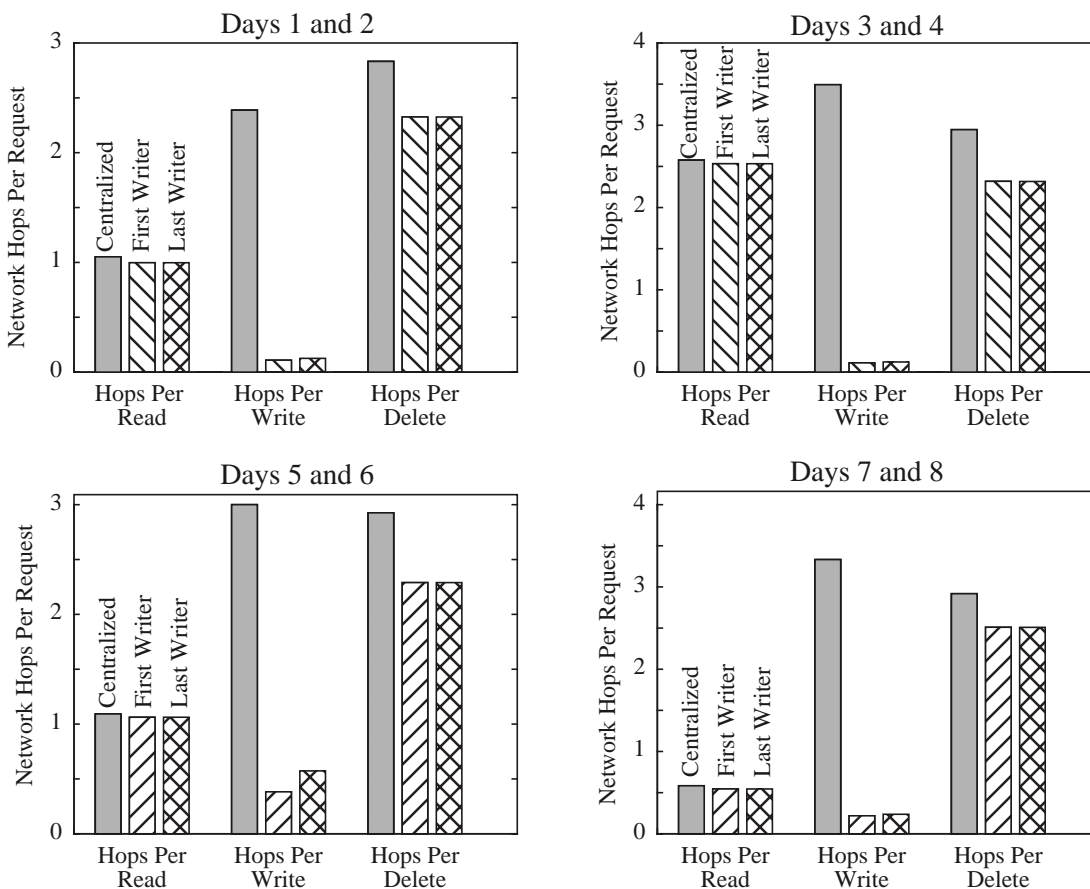 Days 1 and 2
Network Hops Per Request
3
2
1
0
Centralized
First Writer
Last Writer
Hops Per
Read
Hops Per
Write
Hops Per
Delete
Days 3 and 4
Network Hops Per Request
4
3
2
1
0
Centralized
First Writer
Last Writer
Hops Per
Read
Hops Per
Write
Hops Per
Delete
Days 5 and 6
Network Hops Per Request
3
2
1
0
Centralized
First Writer
Last Writer
Hops Per
Read
Hops Per
Write
Hops Per
Delete
Days 7 and 8
Network Hops Per Request
4
3
2
1
0
Centralized
First Writer
Last Writer
Hops Per
Read
Hops Per
Write
Hops Per
Delete